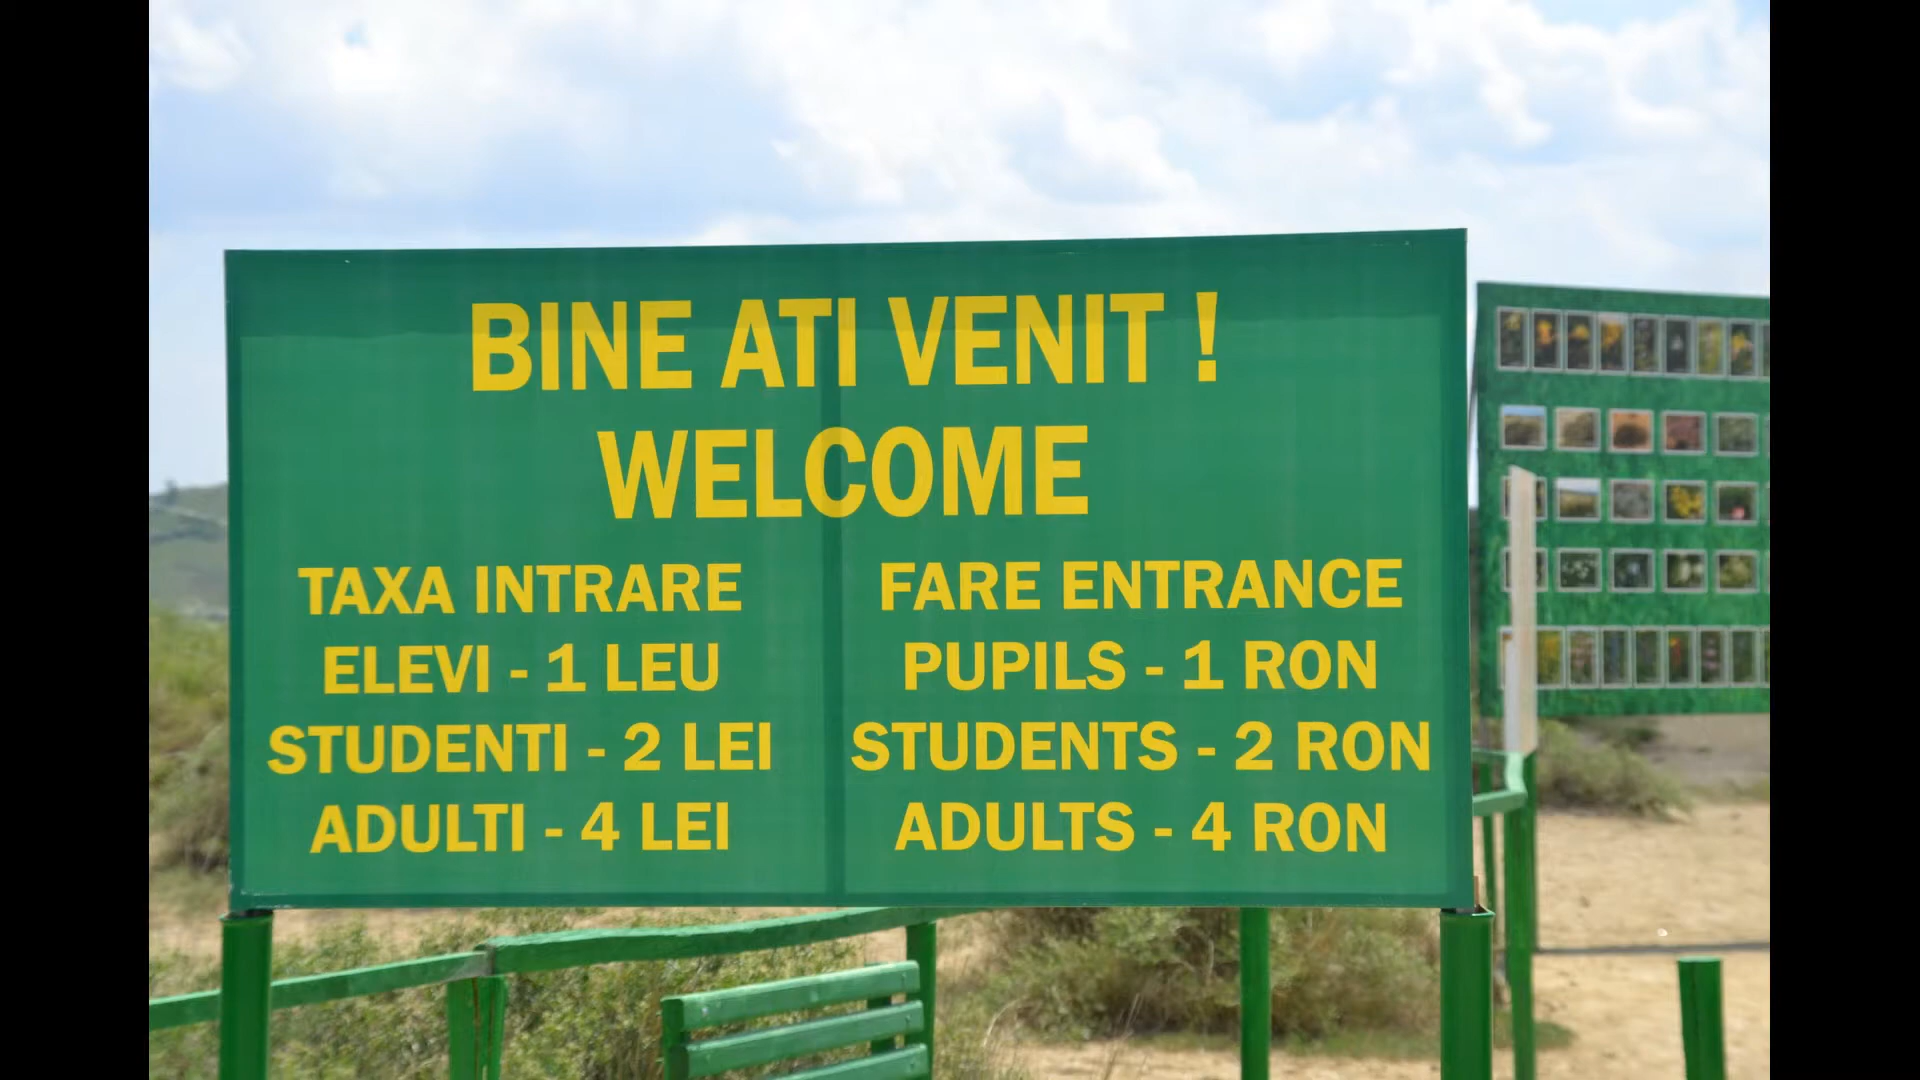 BINE ATI VENIT !
WELCOME
TAXA INTRARE
ELEVI - 1 LEU
STUDENTI - 2 LEI
ADULTI - 4 LEI
FARE ENTRANCE
PUPILS - 1 RON
STUDENTS - 2 RON
ADULTS - 4 RON